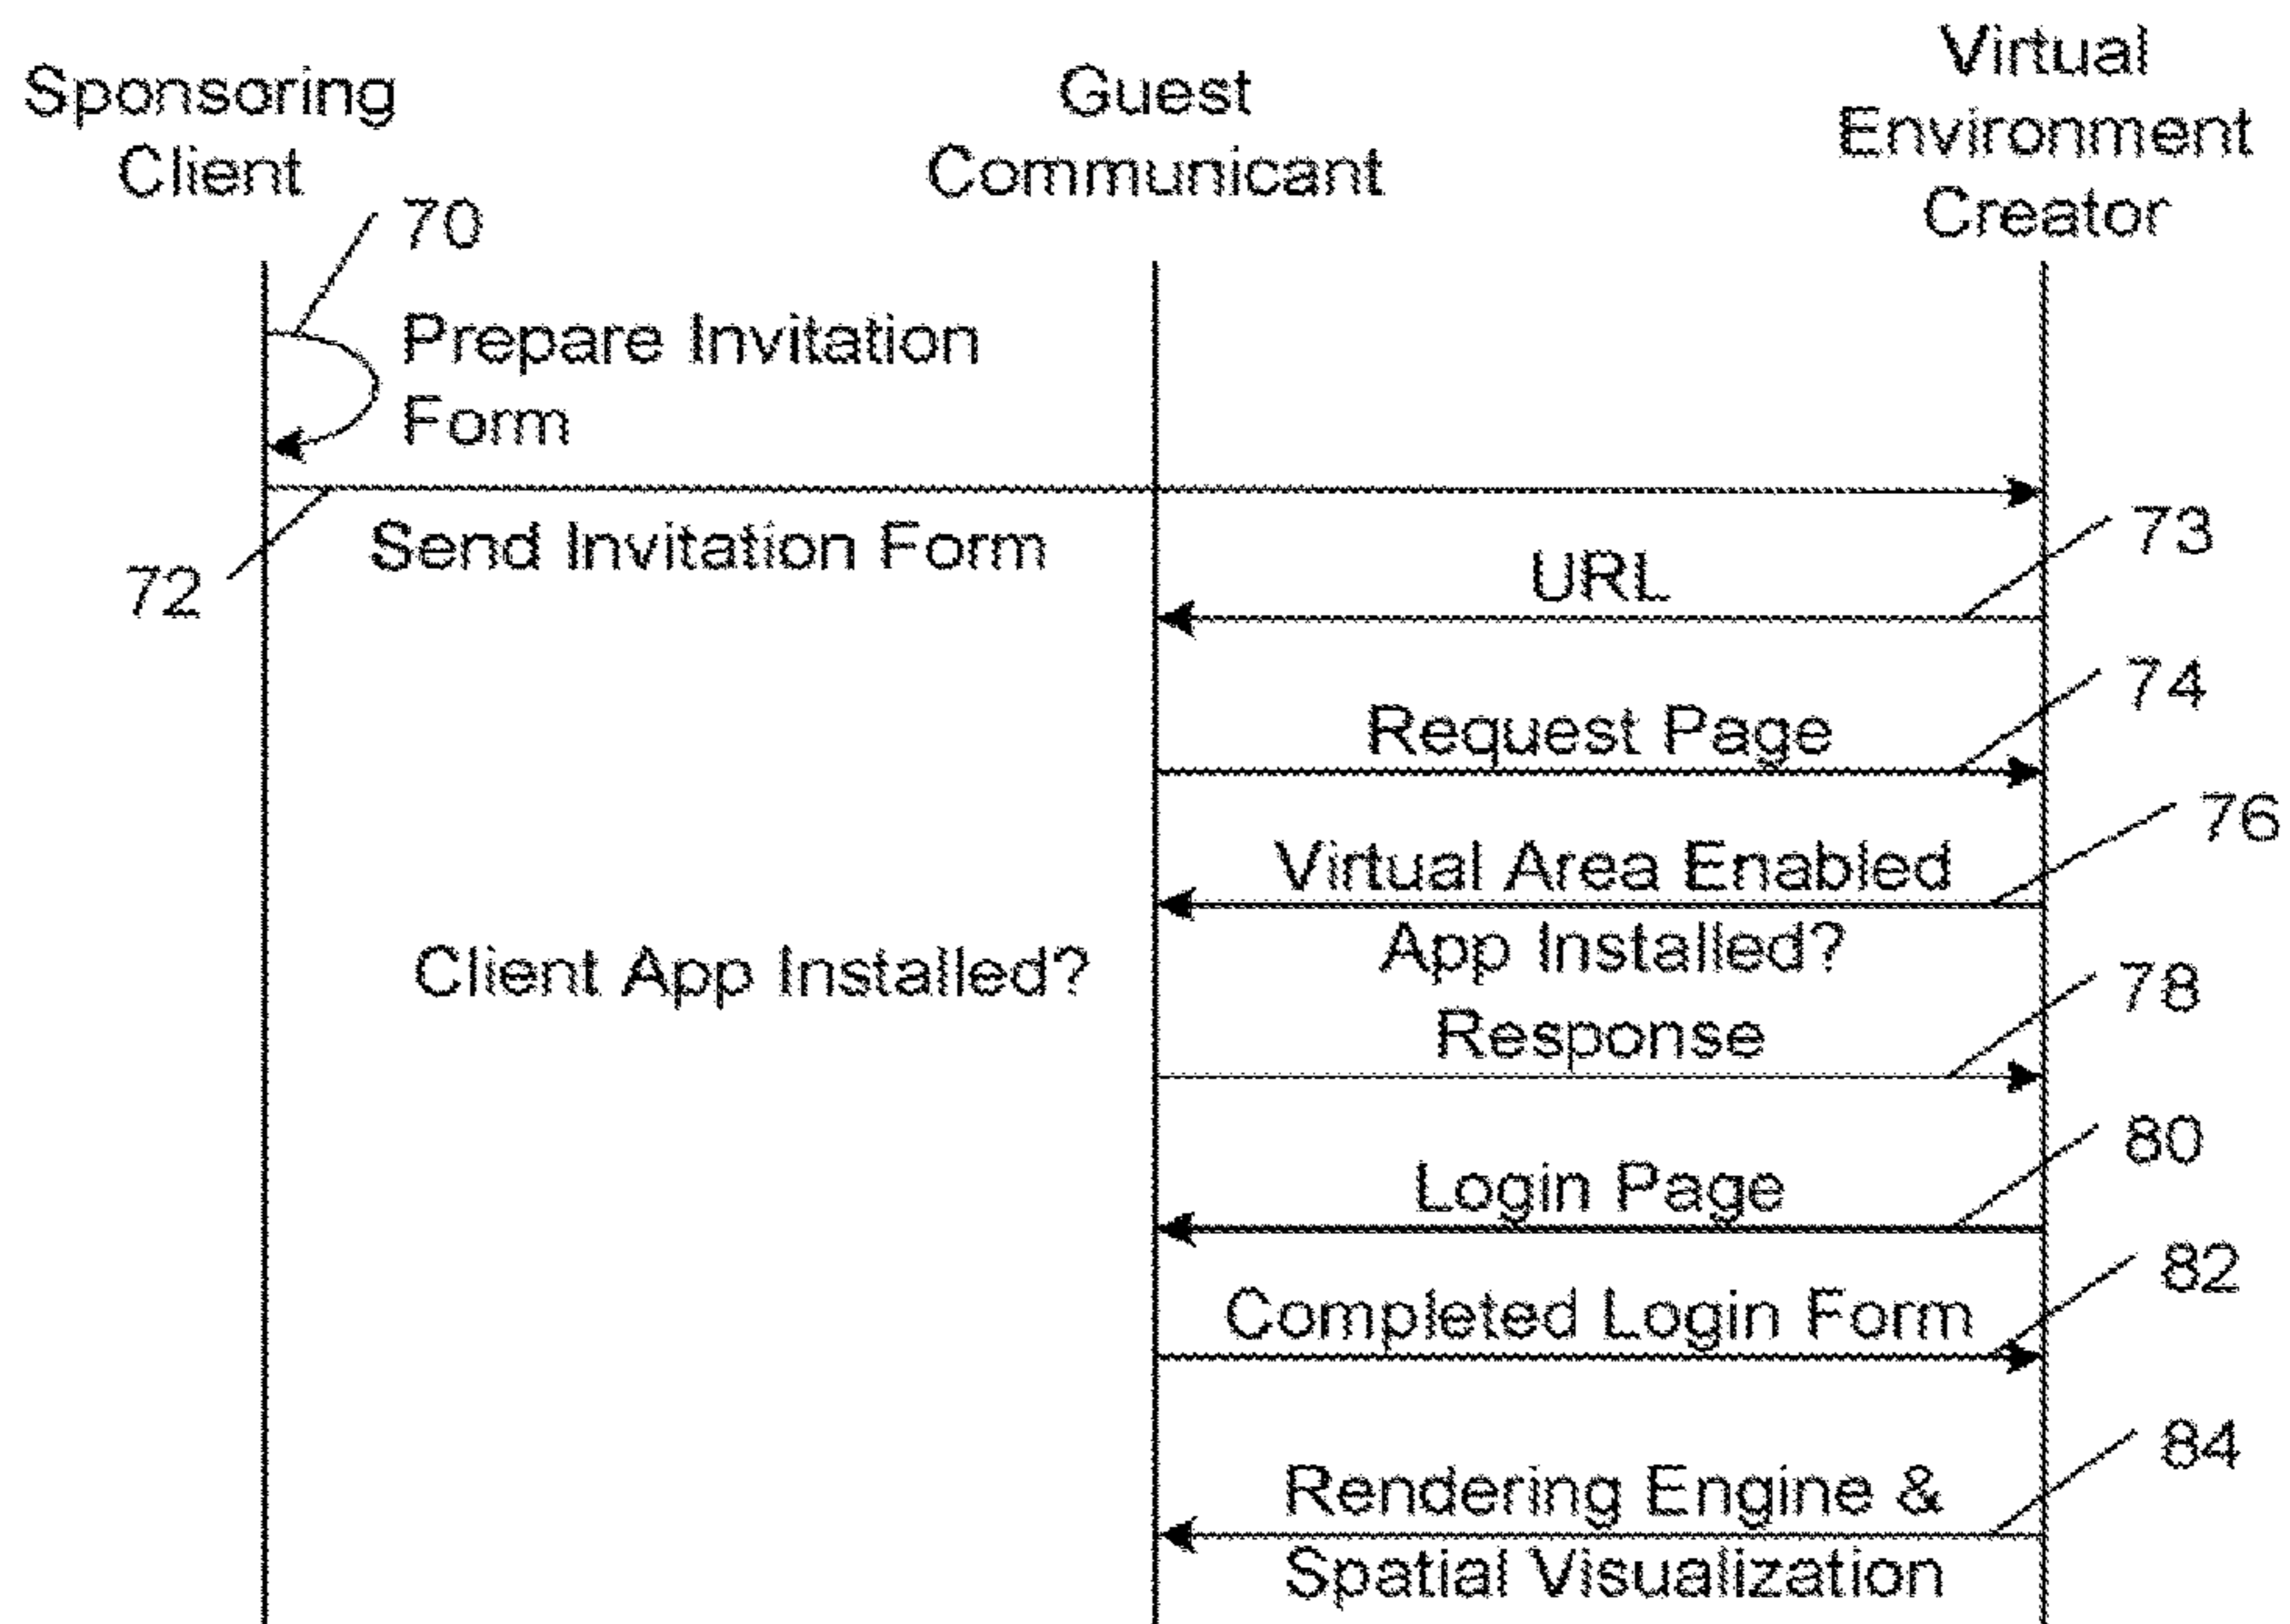 Sponsoring
Client
Guest
Communicant
Virtual
Environment
Creator
70
Prepare Invitation
Form
72
Send Invitation Form
73
URL
74
Request Page
76
Virtual Area Enabled
App Installed?
Client App Installed?
78
Response
80
Login Page
82
Completed Login Form
84
Rendering Engine &
Spatial Visualization